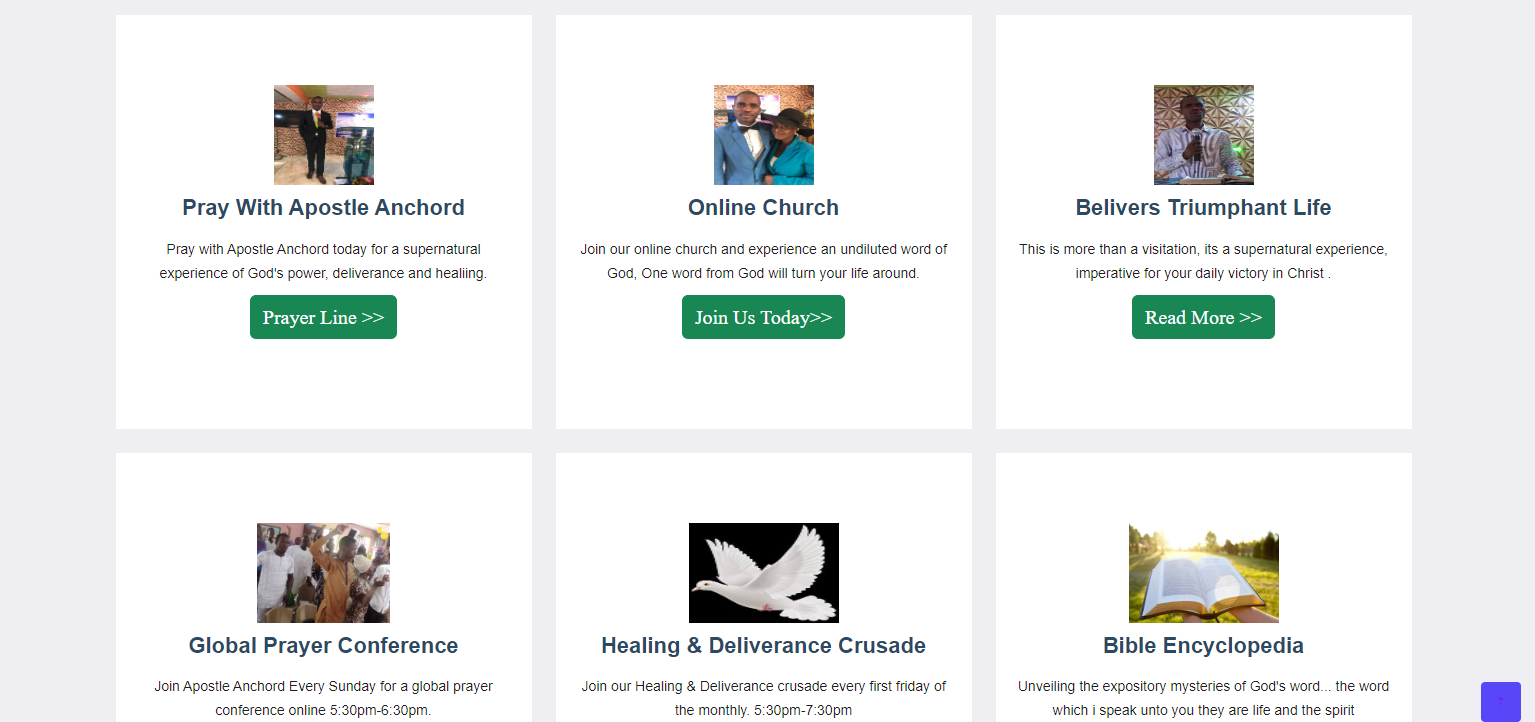 Pray With Apostle Anchord
Pray with Apostle Anchord today for a supernatural
experience of God's power, deliverance and healiing.
Prayer Line >>
Online Church
Join our online church and experience an undiluted word of
God, One word from God will turn your life around.
Join Us Today>>
Belivers Triumphant Life
This is more than a visitation, its a supernatural experience,
imperative for your daily victory in Christ .
Read More >>
Global Prayer Conference
Join Apostle Anchord Every Sunday for a global prayer
conference online 5:30pm-6:30pm.
Healing & Deliverance Crusade
Join our Healing & Deliverance crusade every first friday of
the monthly. 5:30pm-7:30pm
Bible Encyclopedia
Unveiling the expository mysteries of God's word... the word
which i speak unto you they are life and the spirit
↑